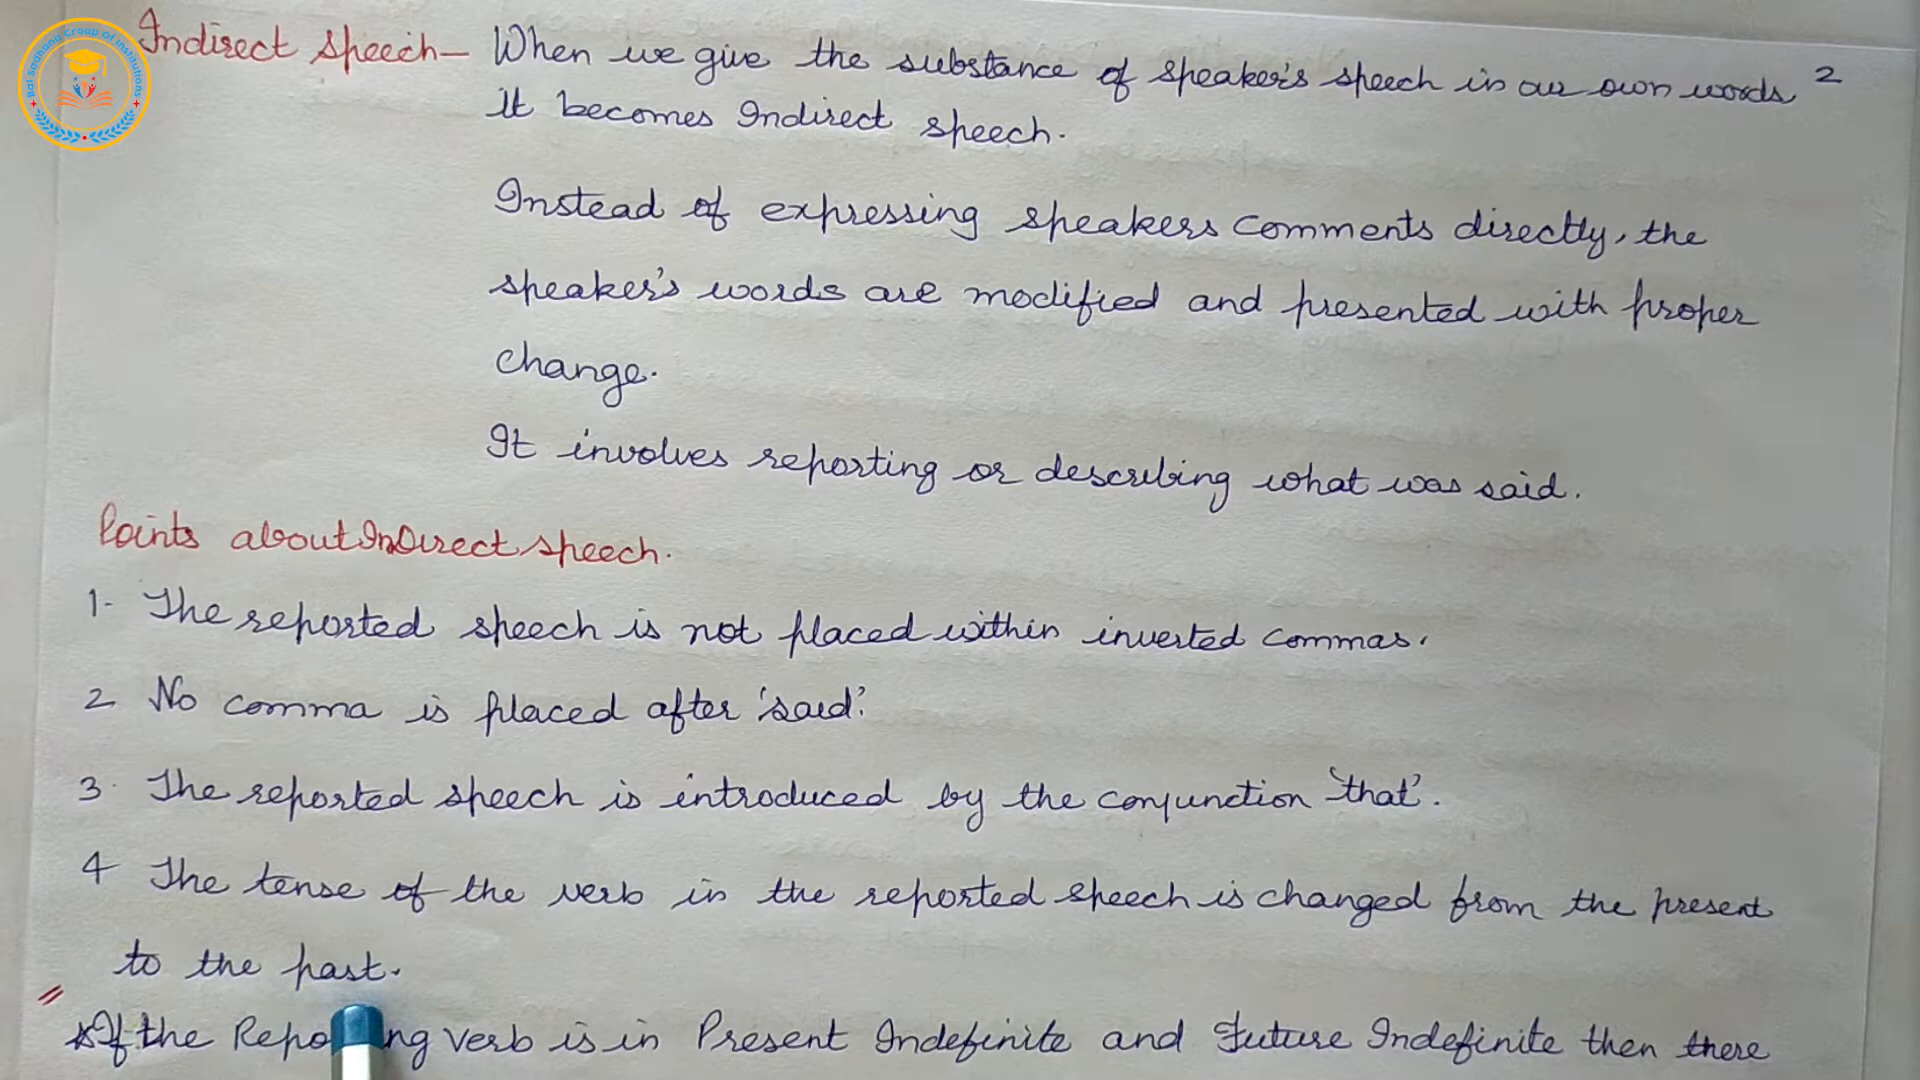 Bal Sadhana Group Of Institutions
Indirect speech— When we give the substance of speaker's speech in our own words 2
it becomes Indirect speech.
Instead of expressing speakers comments directly, the
speaker's words are modified and presented with proper
change.
It involves reporting or describing what was said.
Points about InDirect speech.
1. The reported speech is not placed within inverted commas.
2 No comma is placed after 'said'.
3. The reported speech is introduced by the conjunction 'that'.
4 The tense of the verb in the reported speech is changed from the present
to the past.
If the Repo ng verb is in Present Indefinite and Future Indefinite then there